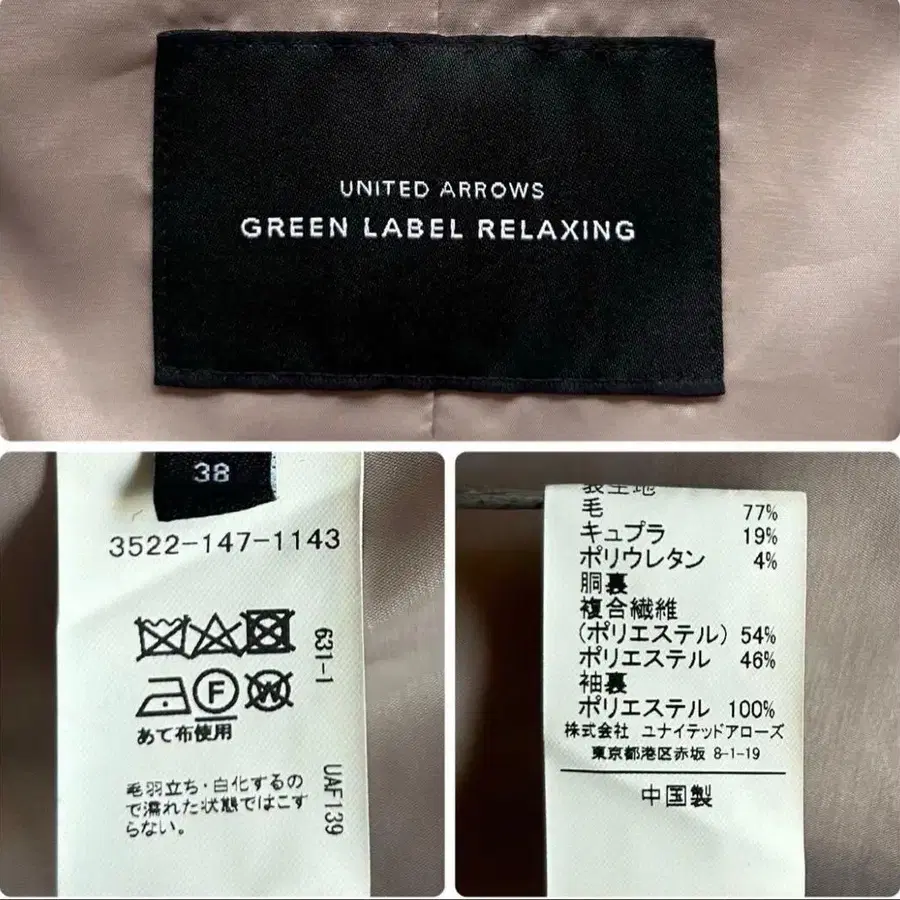 UNITED ARROWS
GREEN LABEL RELAXING
38
3522-147-1143
631-1
F
W
あて布使用
毛羽立ち・白化するの
で濡れた状態ではこす
らない。
UAF139
表生地
毛 77%
キュプラ 19%
ポリウレタン 4%
胴裏
複合繊維
(ポリエステル) 54%
ポリエステル 46%
袖裏
ポリエステル 100%
株式会社 ユナイテッドアローズ
東京都港区赤坂 8-1-19
中国製